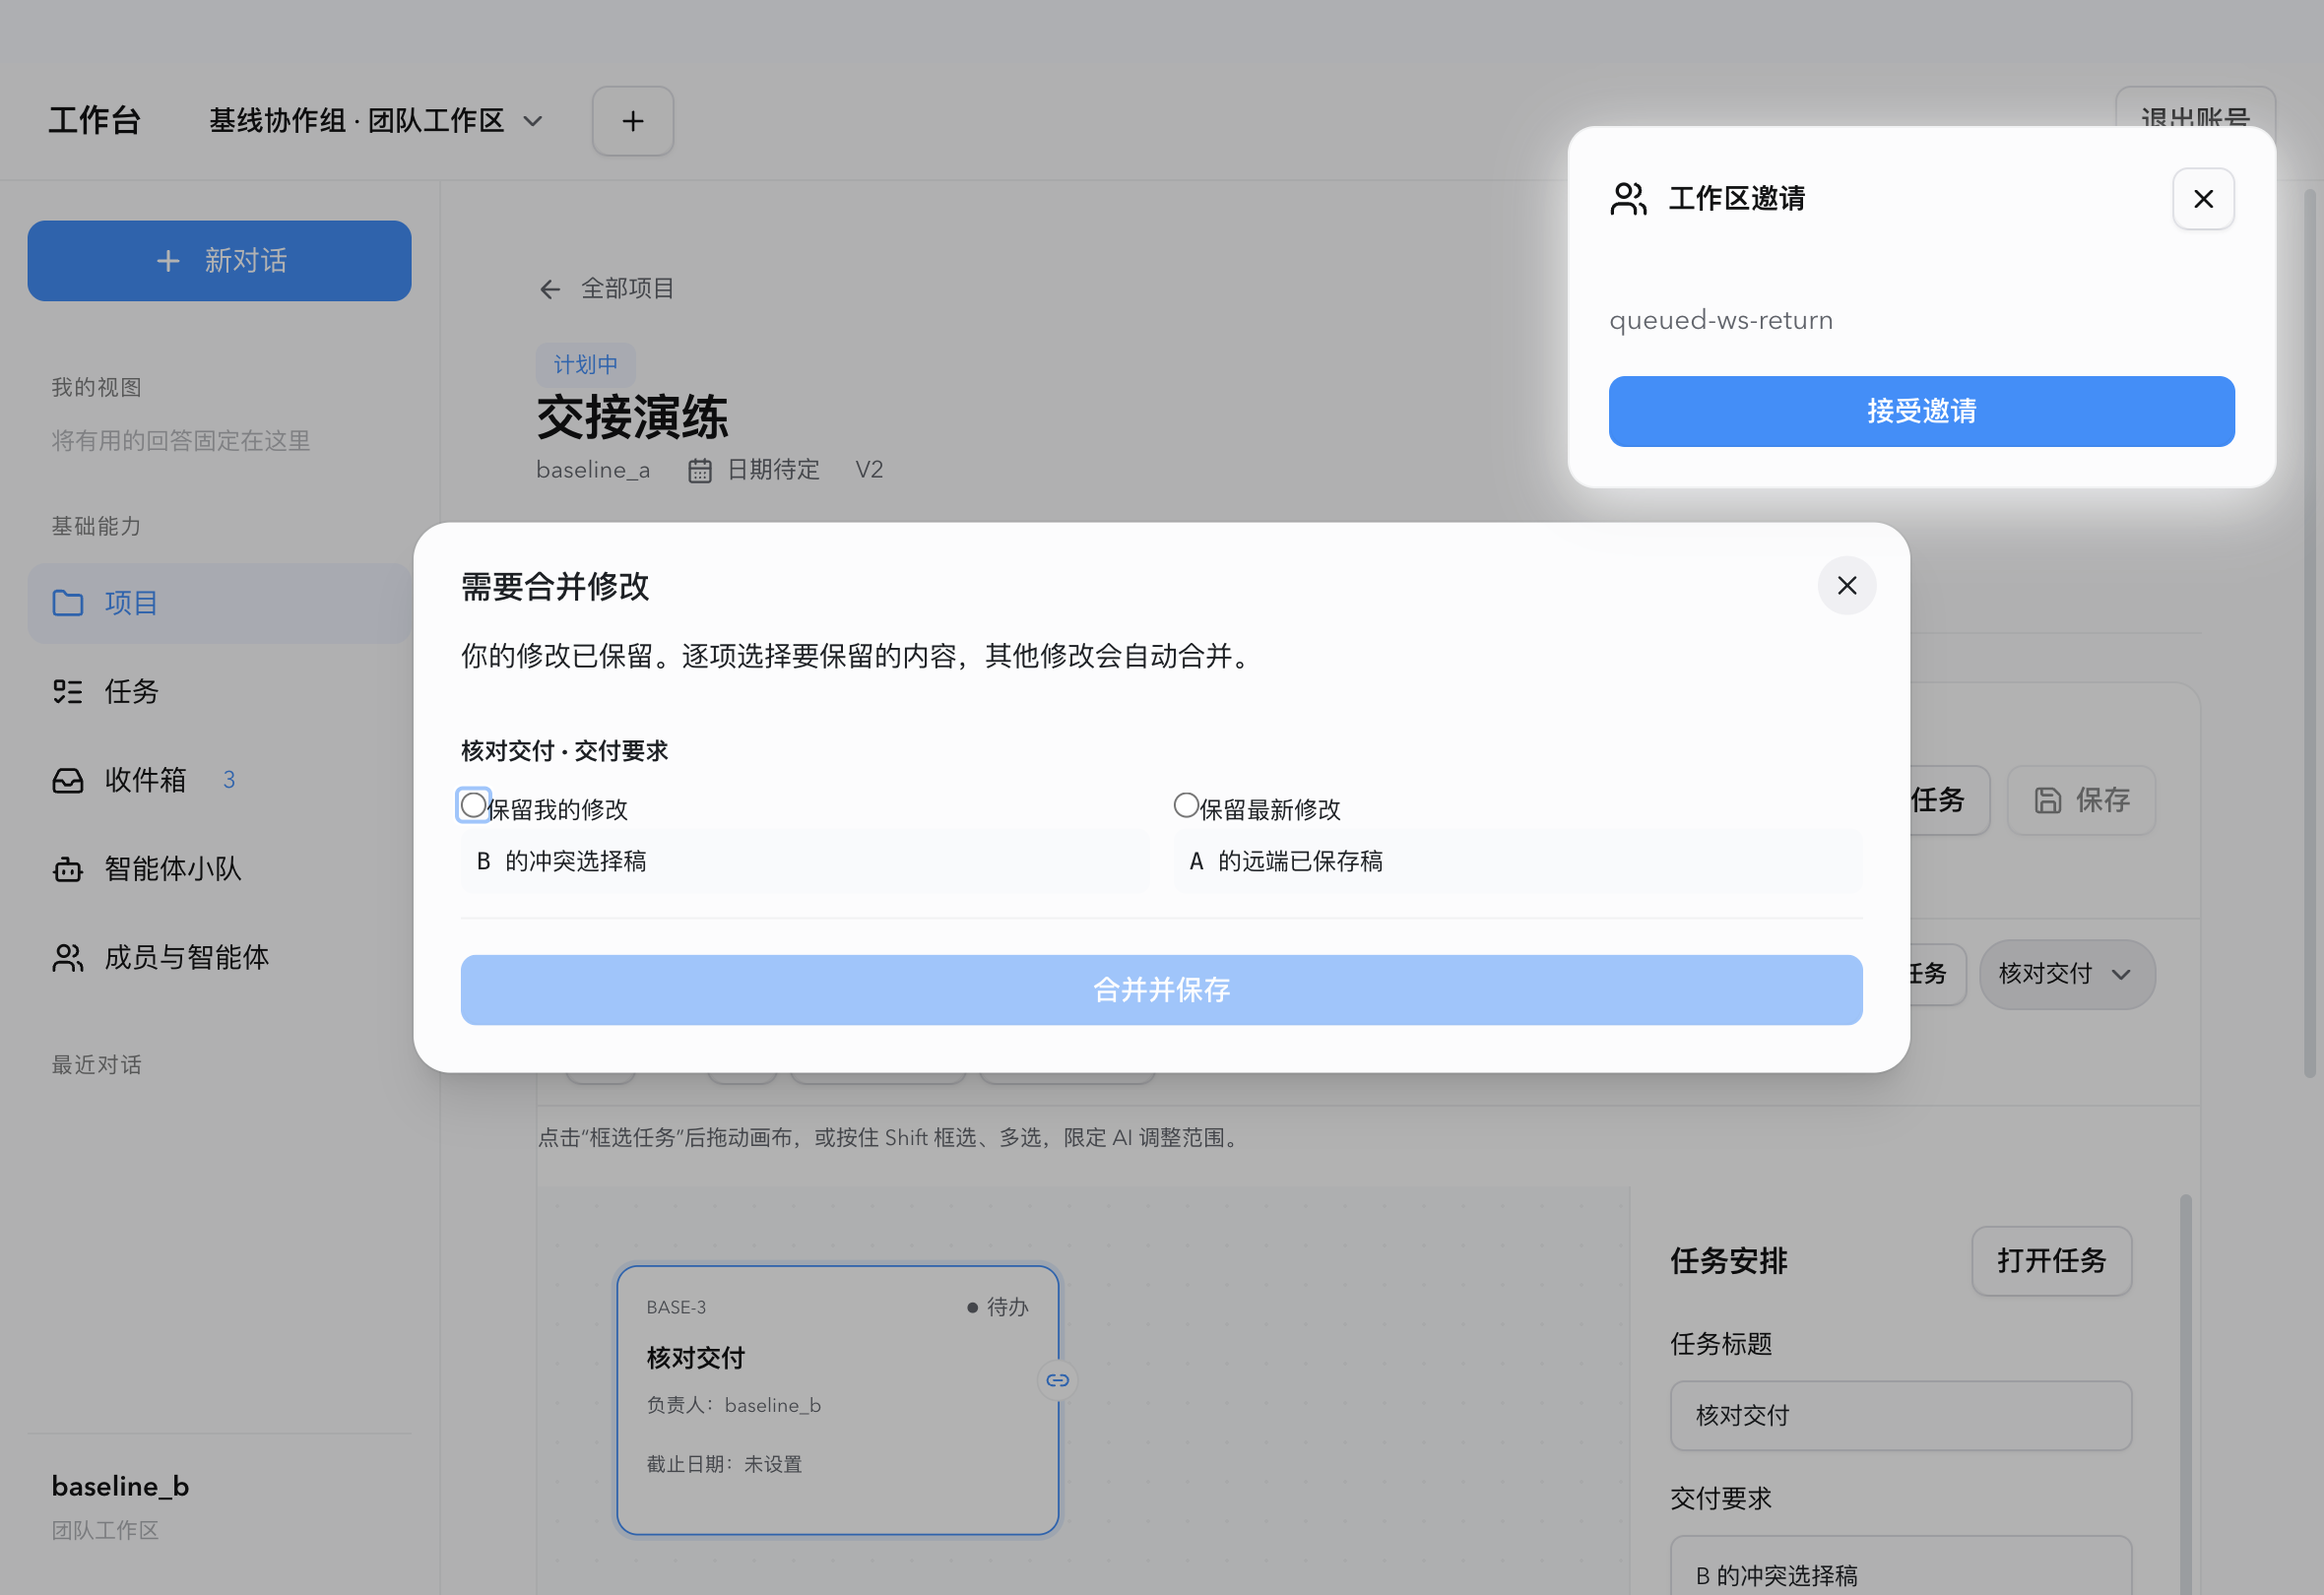 工作台
基线协作组 · 团队工作区
退出账号
工作区邀请
queued-ws-return
接受邀请
新对话
我的视图
将有用的回答固定在这里
基础能力
项目
任务
收件箱 3
智能体小队
成员与智能体
最近对话
baseline_b
团队工作区
全部项目
计划中
交接演练
baseline_a 日期待定 V2
需要合并修改
你的修改已保留。逐项选择要保留的内容，其他修改会自动合并。
核对交付 · 交付要求
保留我的修改
B 的冲突选择稿
保留最新修改
A 的远端已保存稿
合并并保存
任务 保存
任务 核对交付
点击“框选任务”后拖动画布，或按住 Shift 框选、多选，限定 AI 调整范围。
BASE-3 待办
核对交付
负责人：baseline_b
截止日期：未设置
任务安排 打开任务
任务标题
核对交付
交付要求
B 的冲突选择稿